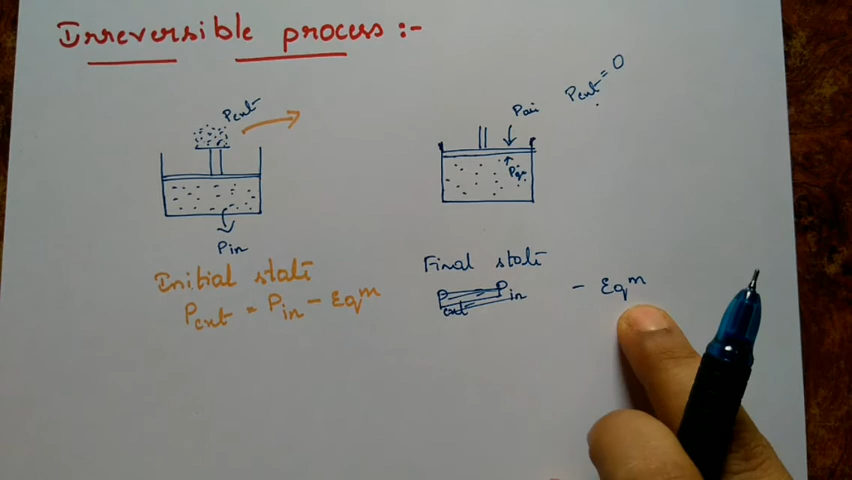 Irreversible process :-
Pext
Pin
Initial state
Pext = Pin - Eqm
Pext = 0
Pair
Final state
Pin - Eqm